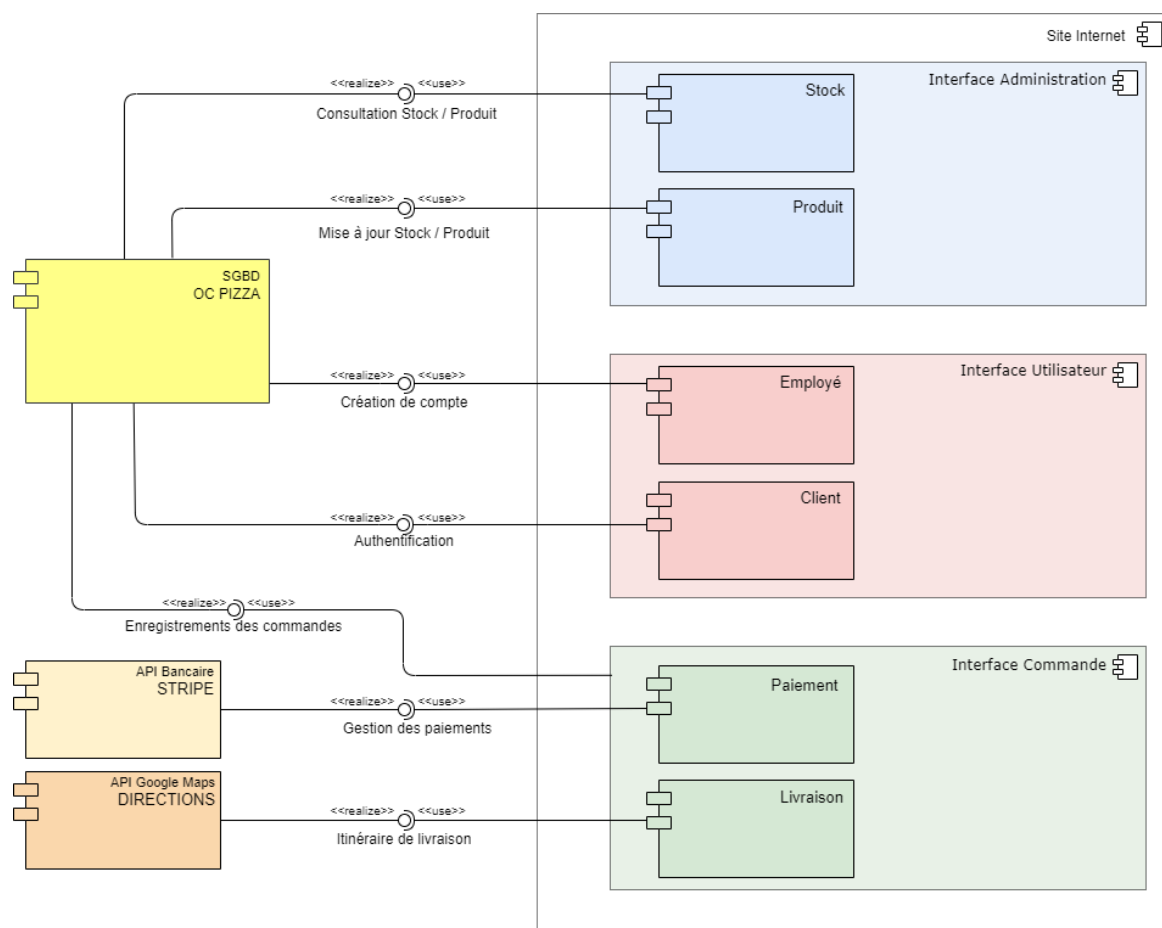 Site Internet
<<realize>> <<use>>
Consultation Stock / Produit
Stock
Interface Administration
<<realize>> <<use>>
Mise à jour Stock / Produit
Produit
SGBD
OC PIZZA
<<realize>> <<use>>
Création de compte
Employé
Interface Utilisateur
<<realize>> <<use>>
Authentification
Client
<<realize>> <<use>>
Enregistrements des commandes
Interface Commande
API Bancaire
STRIPE
<<realize>> <<use>>
Gestion des paiements
Paiement
API Google Maps
DIRECTIONS
<<realize>> <<use>>
Itinéraire de livraison
Livraison